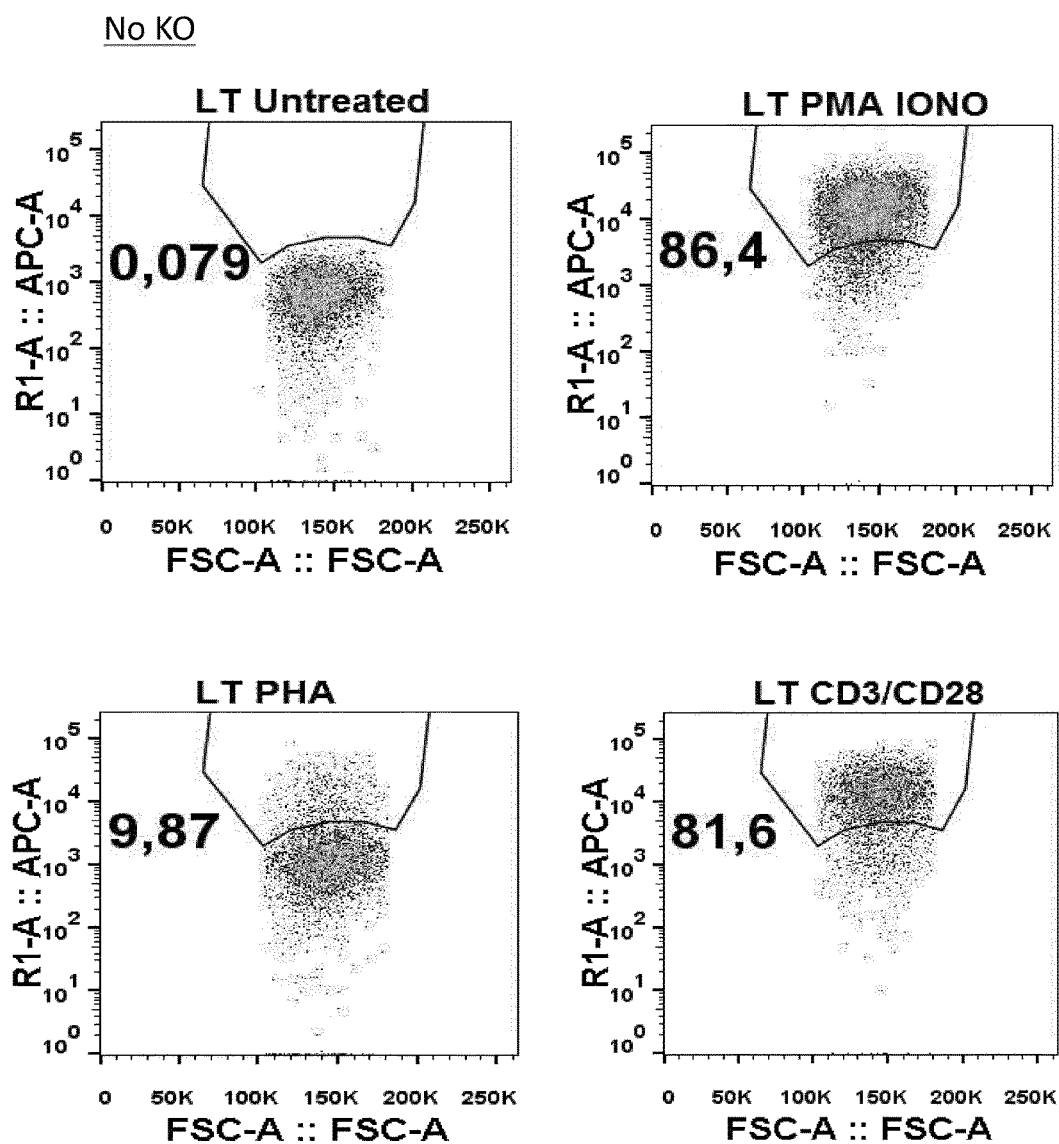 No KO
LT Untreated
R1-A :: APC-A
10^5
10^4
10^3
10^2
10^1
10^0
0,079
0 50K 100K 150K 200K 250K
FSC-A :: FSC-A
LT PMA IONO
R1-A :: APC-A
10^5
10^4
10^3
10^2
10^1
10^0
86,4
0 50K 100K 150K 200K 250K
FSC-A :: FSC-A
LT PHA
R1-A :: APC-A
10^5
10^4
10^3
10^2
10^1
10^0
9,87
0 50K 100K 150K 200K 250K
FSC-A :: FSC-A
LT CD3/CD28
R1-A :: APC-A
10^5
10^4
10^3
10^2
10^1
10^0
81,6
0 50K 100K 150K 200K 250K
FSC-A :: FSC-A